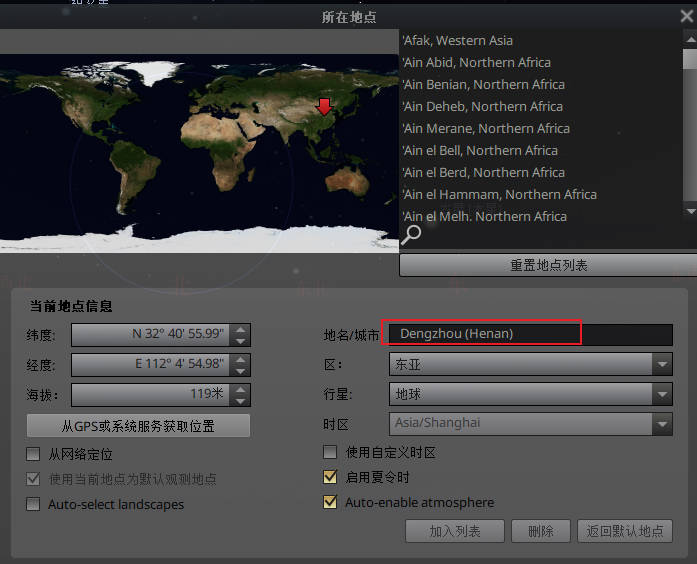 所在地点
'Afak, Western Asia
'Ain Abid, Northern Africa
'Ain Benian, Northern Africa
'Ain Deheb, Northern Africa
'Ain Merane, Northern Africa
'Ain el Bell, Northern Africa
'Ain el Berd, Northern Africa
'Ain el Hammam, Northern Africa
'Ain el Melh. Northern Africa
重置地点列表
当前地点信息
纬度: N 32° 40' 55.99"
地名/城市 Dengzhou (Henan)
经度: E 112° 4' 54.98"
区: 东亚
海拔: 119米
行星: 地球
从GPS或系统服务获取位置
时区 Asia/Shanghai
从网络定位
使用自定义时区
使用当前地点为默认观测地点
启用夏令时
Auto-select landscapes
Auto-enable atmosphere
加入列表 删除 返回默认地点